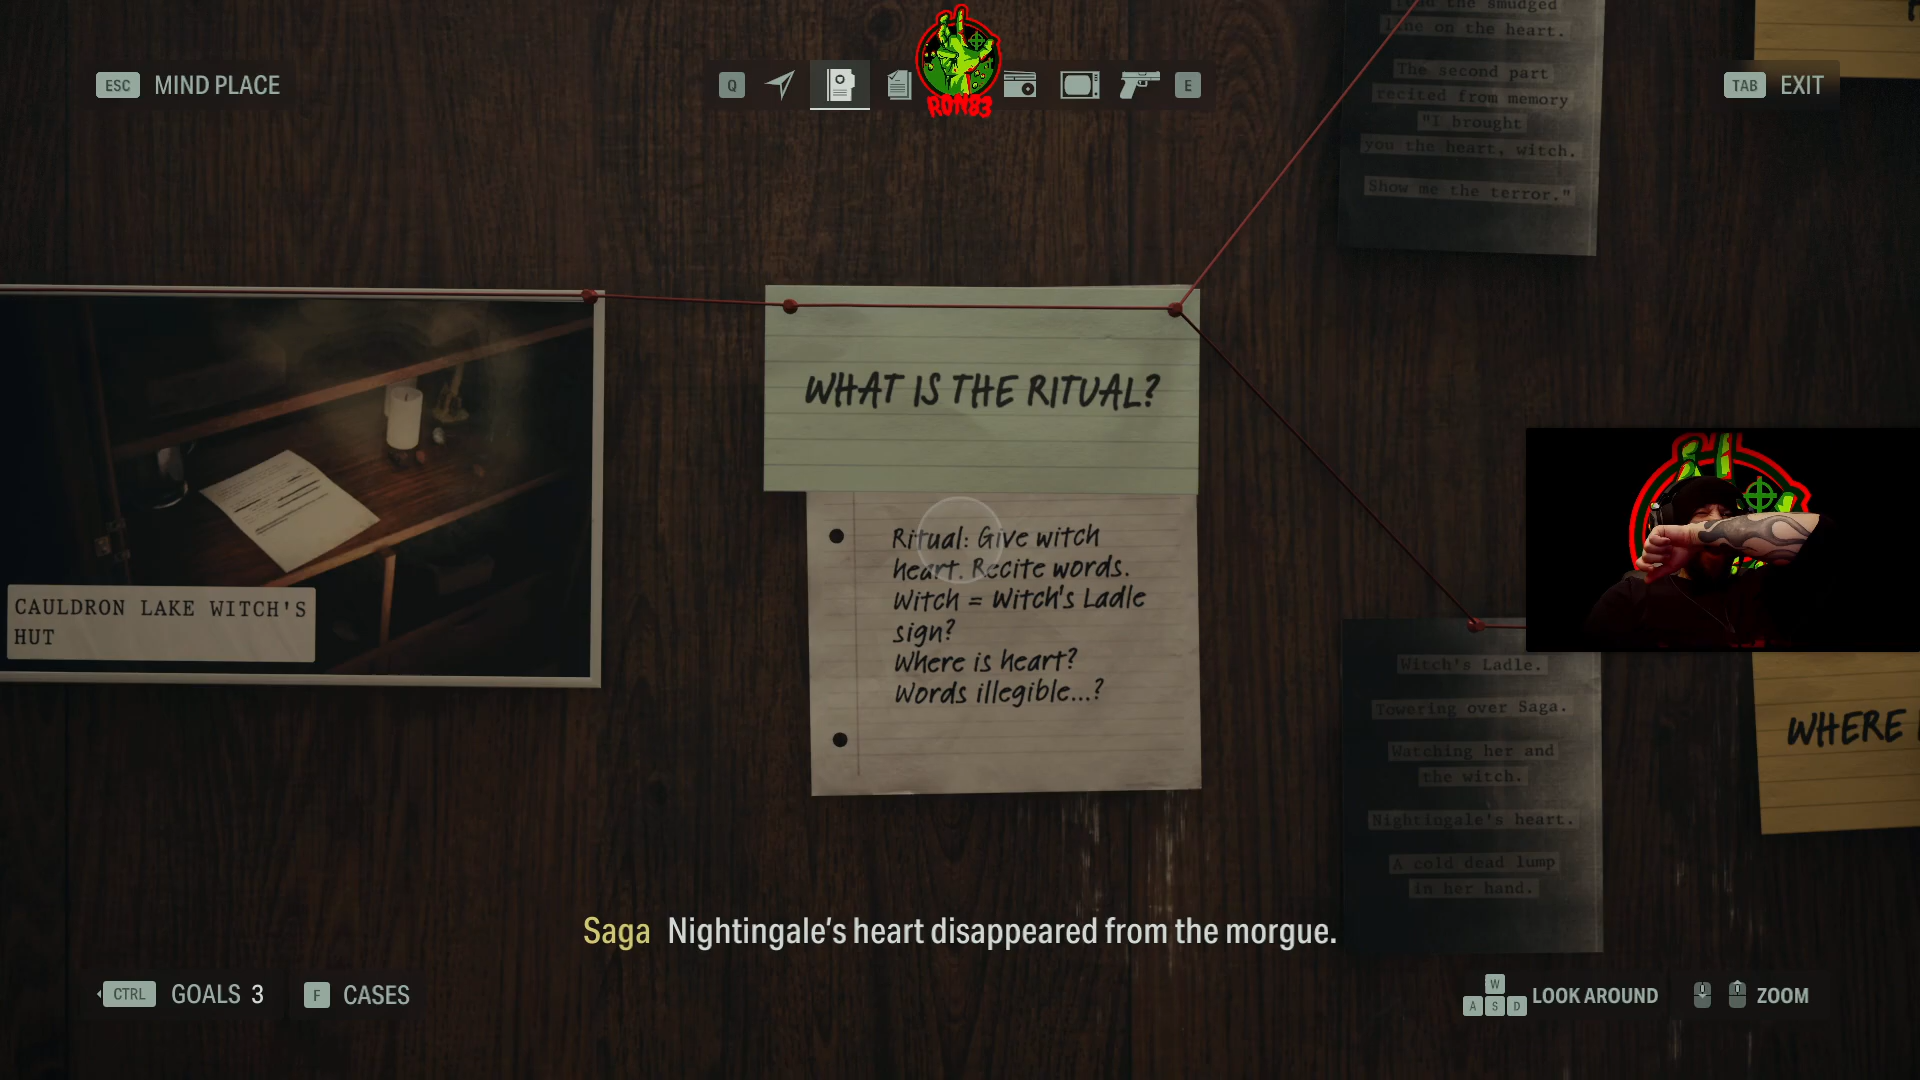 read the smudged
line on the heart.
The second part
recited from memory
"I brought
you the heart, witch.
Show me the terror."
ESC MIND PLACE
Q
RON83
E
TAB EXIT
WHAT IS THE RITUAL?
Ritual: Give witch
heart. Recite words.
Witch = Witch's Ladle
sign?
Where is heart?
Words illegible...?
CAULDRON LAKE WITCH'S
HUT
Witch's Ladle.
Towering over Saga.
Watching her and
the witch.
Nightingale's heart.
A cold dead lump
in her hand.
WHERE
Saga Nightingale's heart disappeared from the morgue.
CTRL GOALS 3 F CASES
W
A S D LOOK AROUND ZOOM